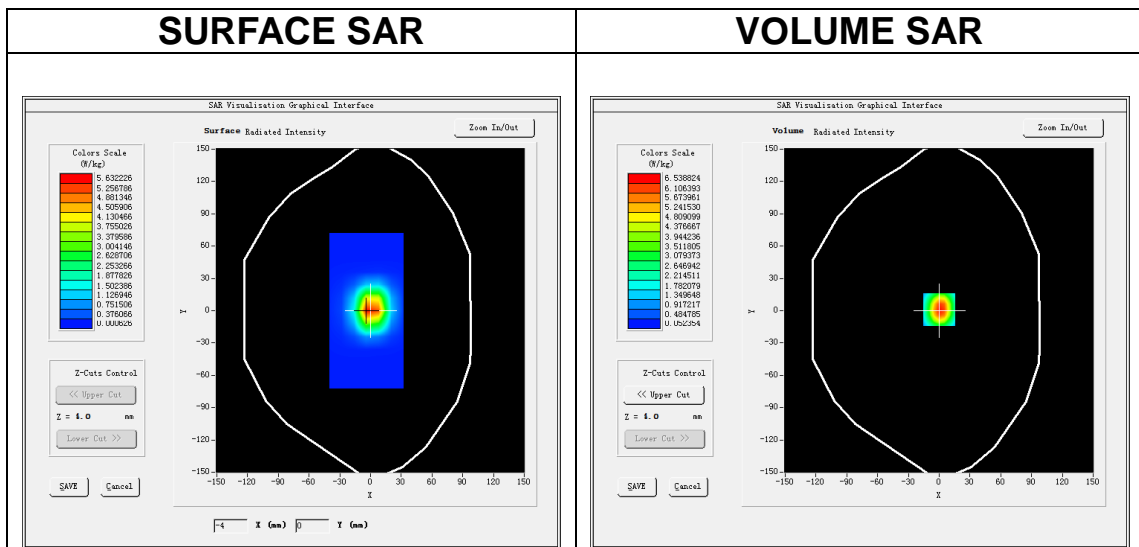 SURFACE SAR
VOLUME SAR
SAR Visualisation Graphical Interface
Surface Radiated Intensity
Zoom In/Out
Colors Scale
(W/kg)
5.632226
5.256786
4.881346
4.505906
4.130466
3.755026
3.379586
3.004146
2.628706
2.253266
1.877826
1.502386
1.126946
0.751506
0.376066
0.000626
150
120
90
60
30
0
-30
-60
-90
-120
-150
Y
-150 -120 -90 -60 -30 0 30 60 90 120 150
X
Z-Cuts Control
<< Upper Cut
Z = 4.0 mm
Lower Cut >>
SAVE Cancel
-4 X (mm) 0 Y (mm)
SAR Visualisation Graphical Interface
Volume Radiated Intensity
Zoom In/Out
Colors Scale
(W/kg)
6.538824
6.106393
5.673961
5.241530
4.809099
4.376667
3.944236
3.511805
3.079373
2.646942
2.214511
1.782079
1.349648
0.917217
0.484785
0.052354
150
120
90
60
30
0
-30
-60
-90
-120
-150
Y
-150 -120 -90 -60 -30 0 30 60 90 120 150
X
Z-Cuts Control
<< Upper Cut
Z = 4.0 mm
Lower Cut >>
SAVE Cancel